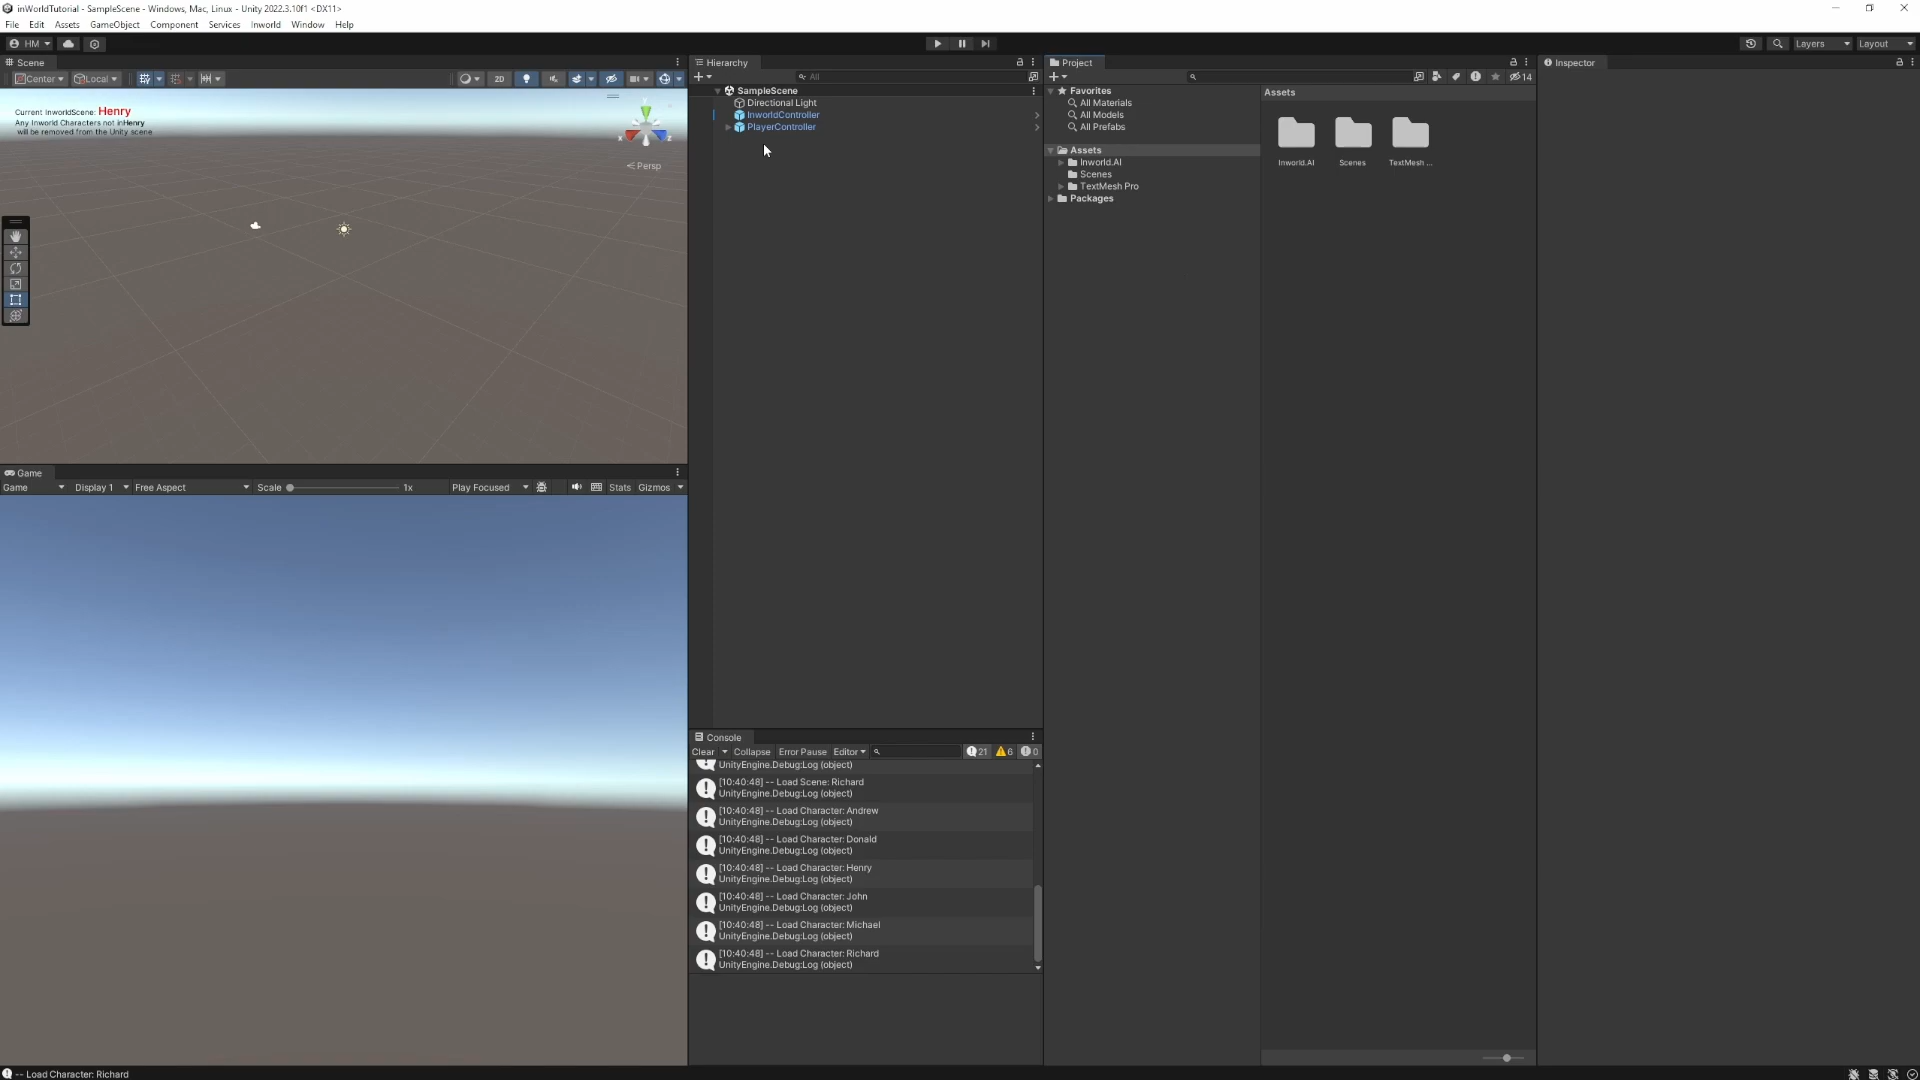 inWorldTutorial - SampleScene - Windows, Mac, Linux - Unity 2022.3.10f1 <DX11>
File Edit Assets GameObject Component Services Inworld Window Help
HM Layers Layout
Scene
Center Local 2D
Current InworldScene: Henry
Any Inworld Characters not inHenry
will be removed from the Unity scene
x z
Persp
Game
Game Display 1 Free Aspect Scale 1x Play Focused Stats Gizmos
Hierarchy
All
SampleScene
Directional Light
InworldController
PlayerController
Console
Clear Collapse Error Pause Editor 21 6 0
UnityEngine.Debug:Log (object)
[10:40:48] -- Load Scene: Richard
UnityEngine.Debug:Log (object)
[10:40:48] -- Load Character: Andrew
UnityEngine.Debug:Log (object)
[10:40:48] -- Load Character: Donald
UnityEngine.Debug:Log (object)
[10:40:48] -- Load Character: Henry
UnityEngine.Debug:Log (object)
[10:40:48] -- Load Character: John
UnityEngine.Debug:Log (object)
[10:40:48] -- Load Character: Michael
UnityEngine.Debug:Log (object)
[10:40:48] -- Load Character: Richard
UnityEngine.Debug:Log (object)
Project
14
Favorites
All Materials
All Models
All Prefabs
Assets
Inworld.AI
Scenes
TextMesh Pro
Packages
Assets
Inworld.AI Scenes TextMesh ...
Inspector
-- Load Character: Richard